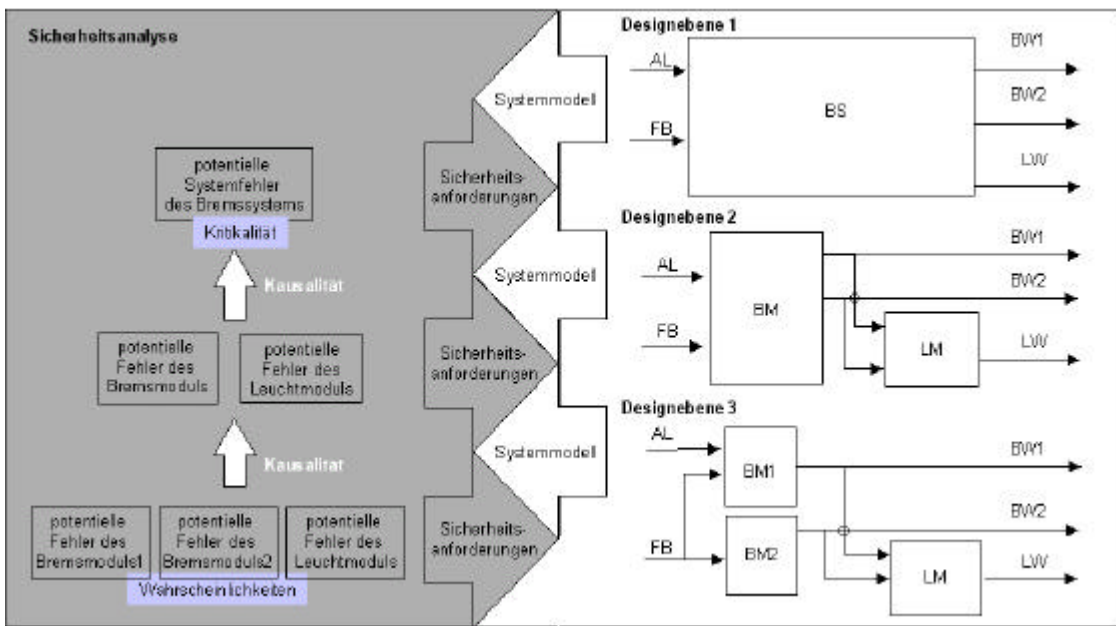 Sicherheitsanalyse
potentielle
Systemfehler
des Bremssystems
Kritikalität
Kausalität
potentielle
Fehler des
Bremsmoduls
potentielle
Fehler des
Leuchtmoduls
Kausalität
potentielle
Fehler des
Bremsmoduls1
potentielle
Fehler des
Bremsmoduls2
potentielle
Fehler des
Leuchtmoduls
Wahrscheinlichkeiten
Systemmodell
Sicherheits-
anforderungen
Systemmodell
Sicherheits-
anforderungen
Systemmodell
Sicherheits-
anforderungen
Designebene 1
AL
FB
BS
BW1
BW2
LW
Designebene 2
AL
FB
BM
LM
BW1
BW2
LW
Designebene 3
AL
FB
BM1
BM2
LM
BW1
BW2
LW